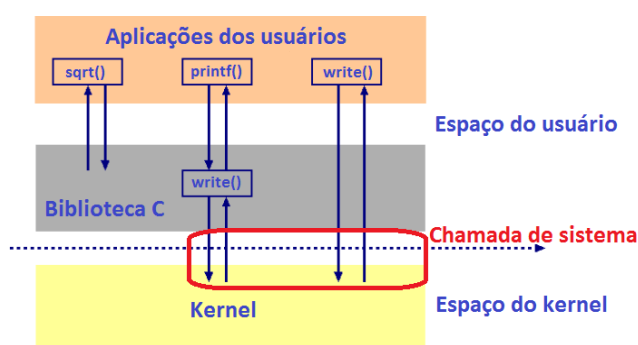 Aplicações dos usuários
sqrt()
printf()
write()
Espaço do usuário
write()
Biblioteca C
Chamada de sistema
Kernel
Espaço do kernel